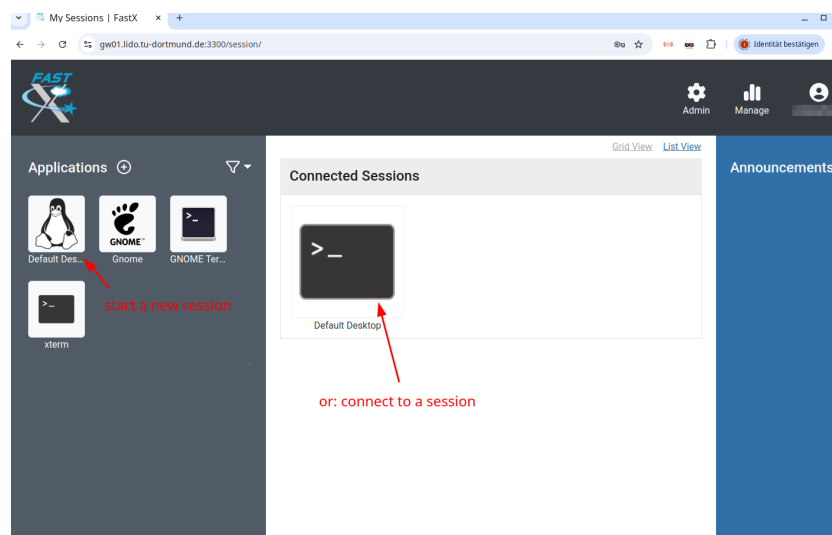 My Sessions | FastX
gw01.lido.tu-dortmund.de:3300/session/
Identität bestätigen
FAST
X
Admin
Manage
Grid View List View
Applications
Connected Sessions
Announcements
GNOME™
>_
Default Des...
Gnome
GNOME Ter...
>_
start a new session
>_
xterm
Default Desktop
or: connect to a session